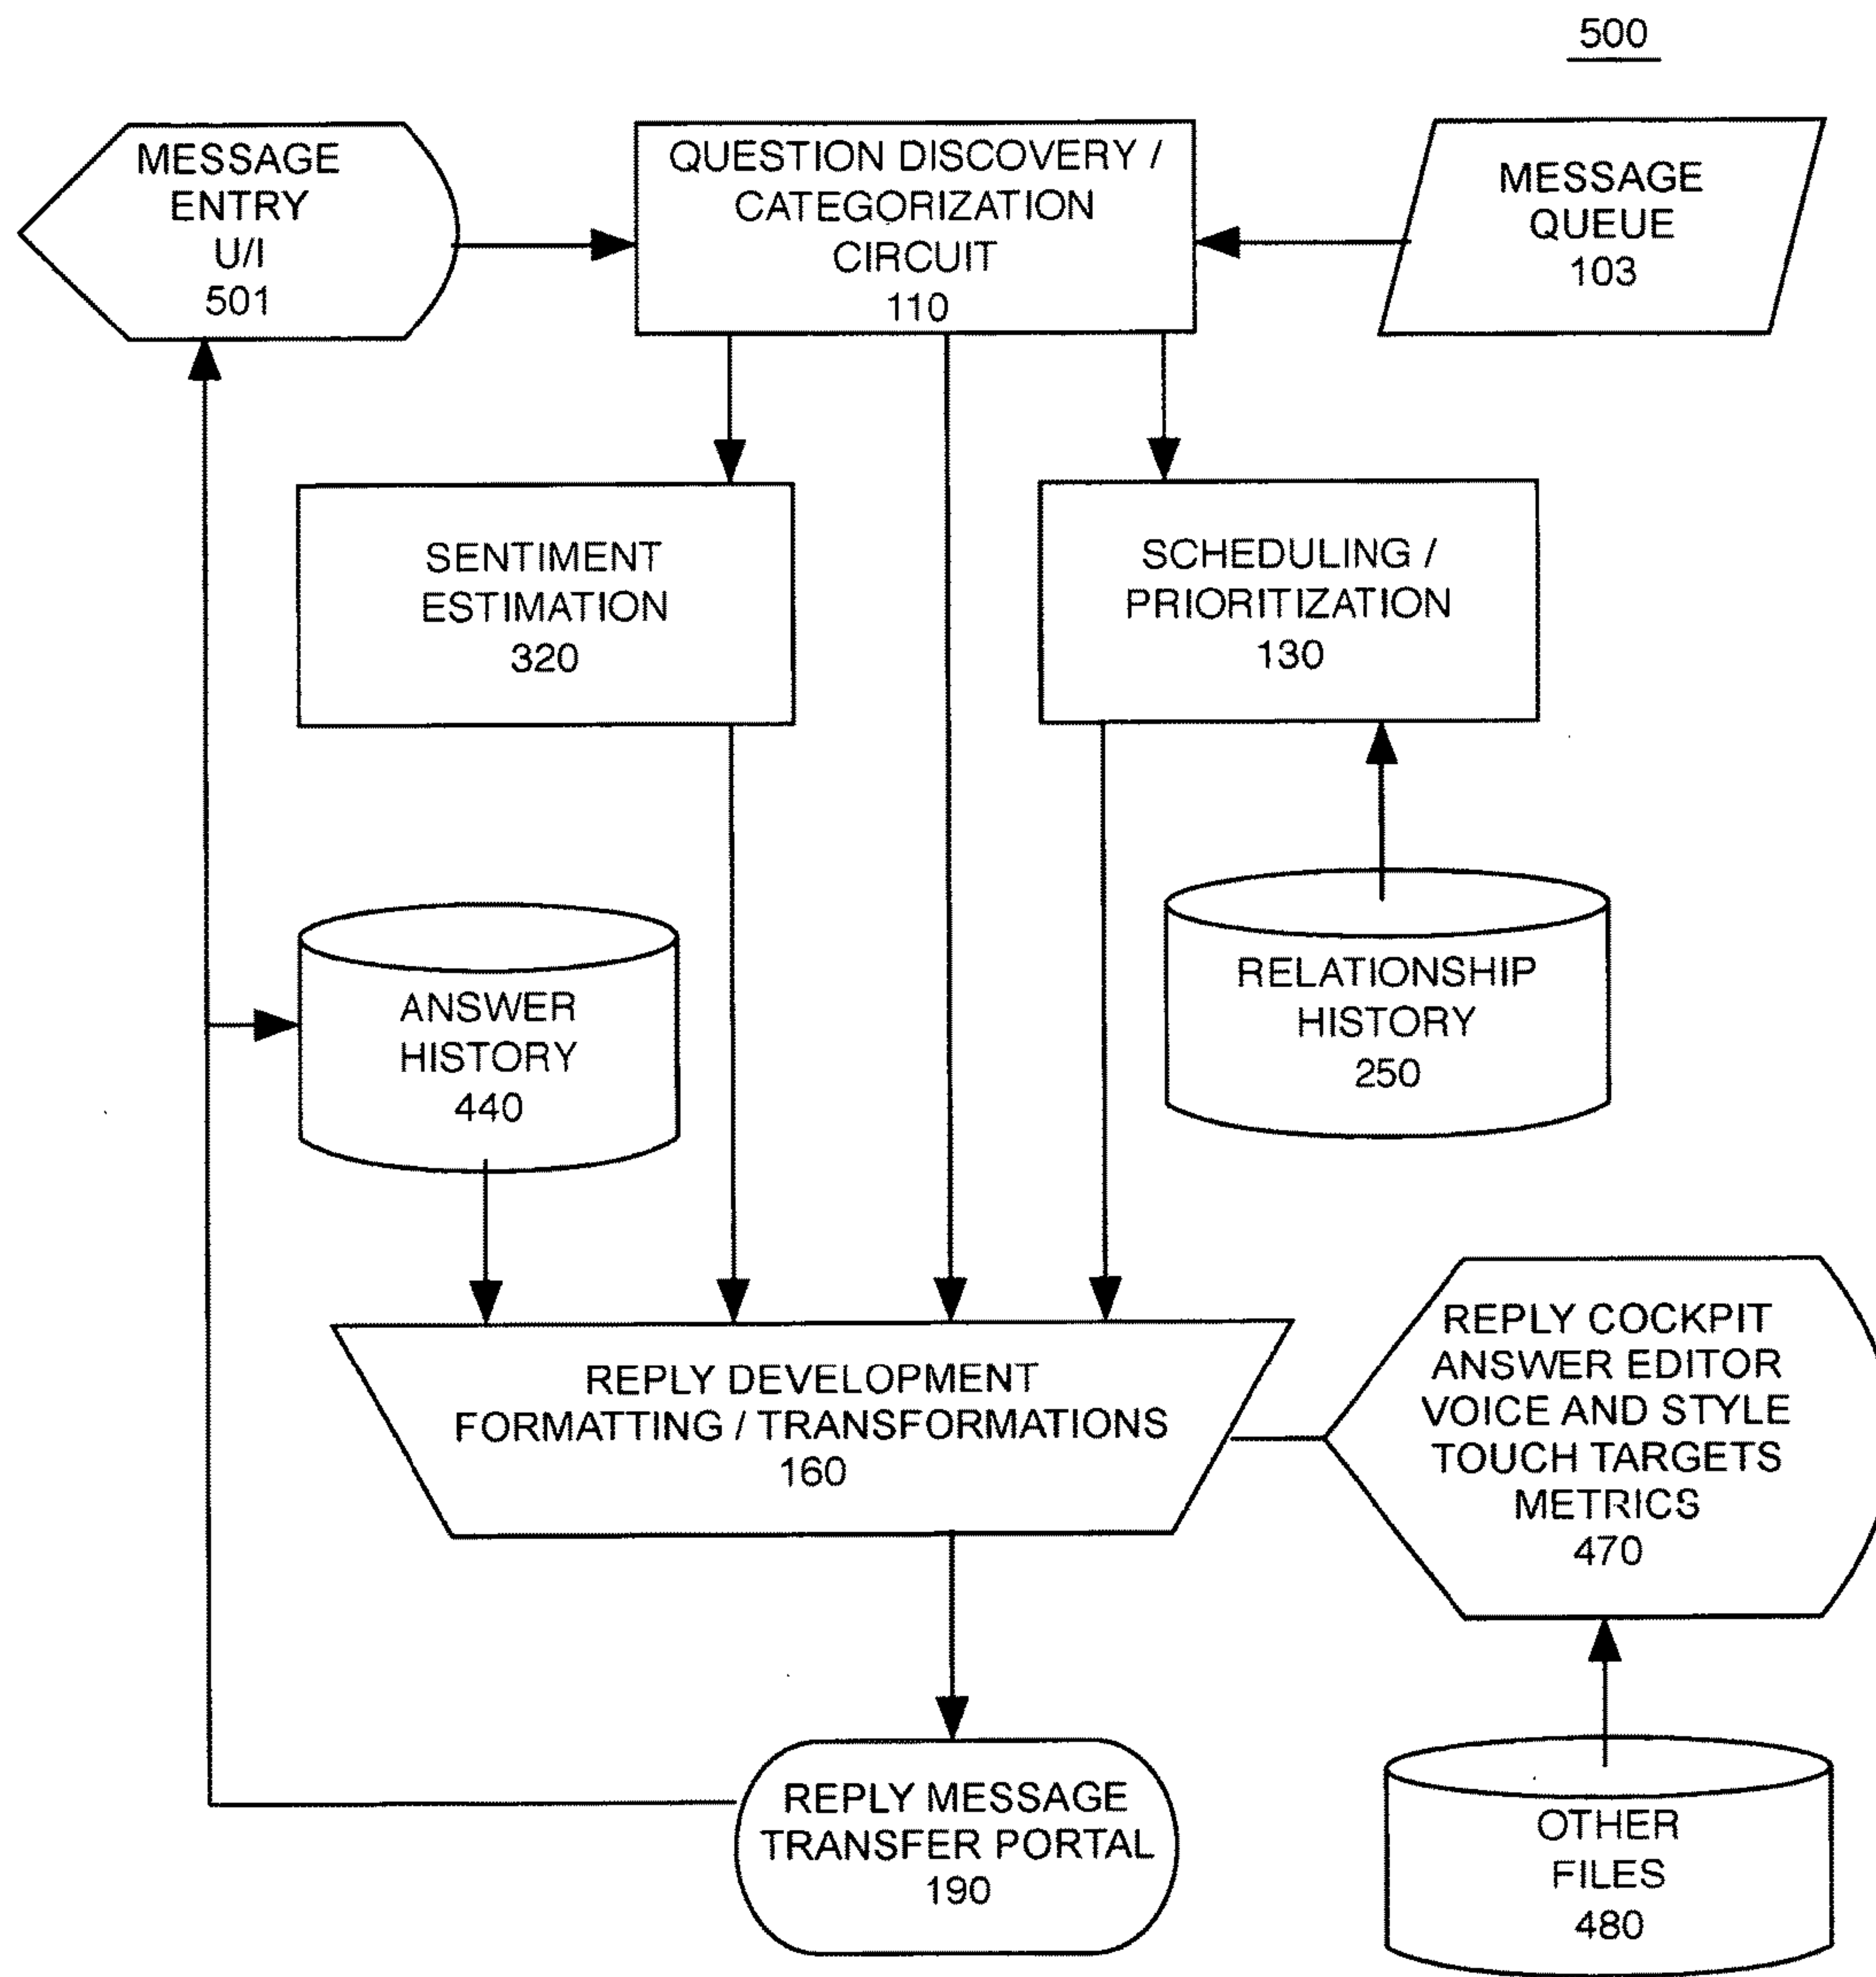 500
MESSAGE
ENTRY
U/I
501
QUESTION DISCOVERY /
CATEGORIZATION
CIRCUIT
110
MESSAGE
QUEUE
103
SENTIMENT
ESTIMATION
320
SCHEDULING /
PRIORITIZATION
130
ANSWER
HISTORY
440
RELATIONSHIP
HISTORY
250
REPLY DEVELOPMENT
FORMATTING / TRANSFORMATIONS
160
REPLY COCKPIT
ANSWER EDITOR
VOICE AND STYLE
TOUCH TARGETS
METRICS
470
REPLY MESSAGE
TRANSFER PORTAL
190
OTHER
FILES
480